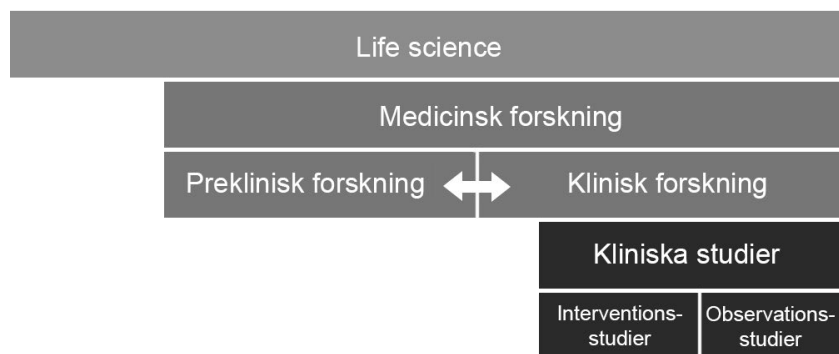 Life science
Medicinsk forskning
Preklinisk forskning
Klinisk forskning
Kliniska studier
Interventions-
studier
Observations-
studier